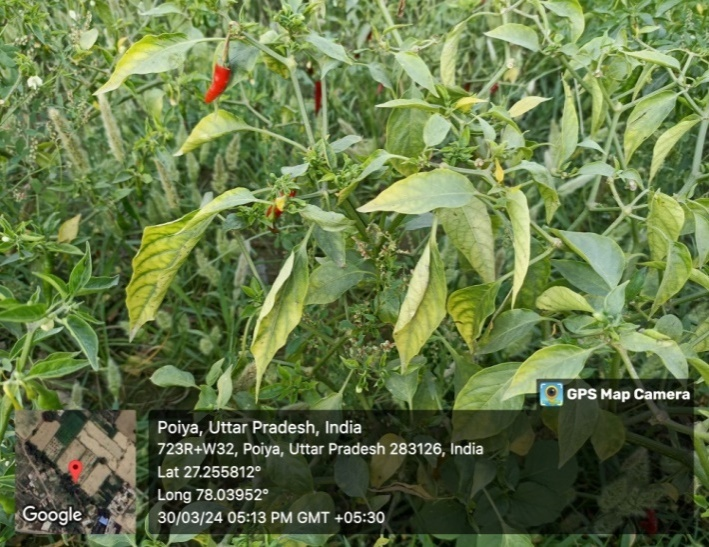 GPS Map Camera
Poiya, Uttar Pradesh, India
723R+W32, Poiya, Uttar Pradesh 283126, India
Lat 27.255812°
Long 78.03952°
30/03/24 05:13 PM GMT +05:30
Google